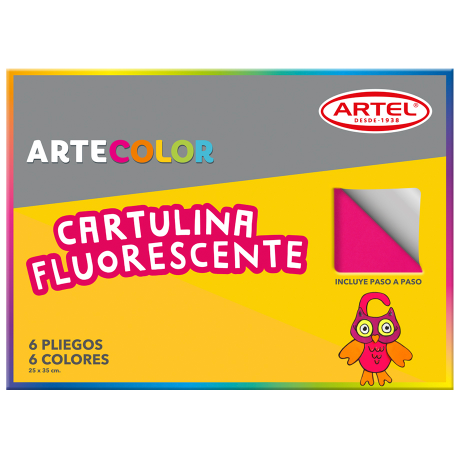 ARTEL
DESDE-1938
ARTECOLOR
CARTULINA
FLUORESCENTE
INCLUYE PASO A PASO
6 PLIEGOS
6 COLORES
25 x 35 cm.